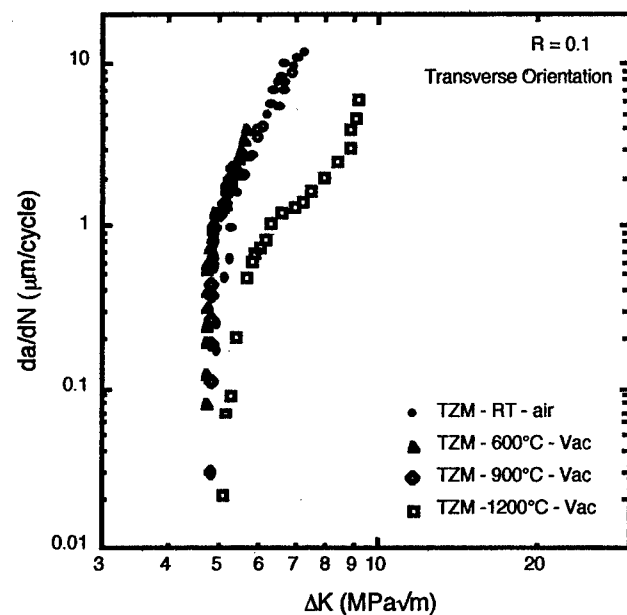 R = 0.1
Transverse Orientation
10
1
0.1
0.01
da/dN (μm/cycle)
TZM - RT - air
TZM - 600°C - Vac
TZM - 900°C - Vac
TZM -1200°C - Vac
3 4 5 6 7 8 9 10 20
ΔK (MPa√m)